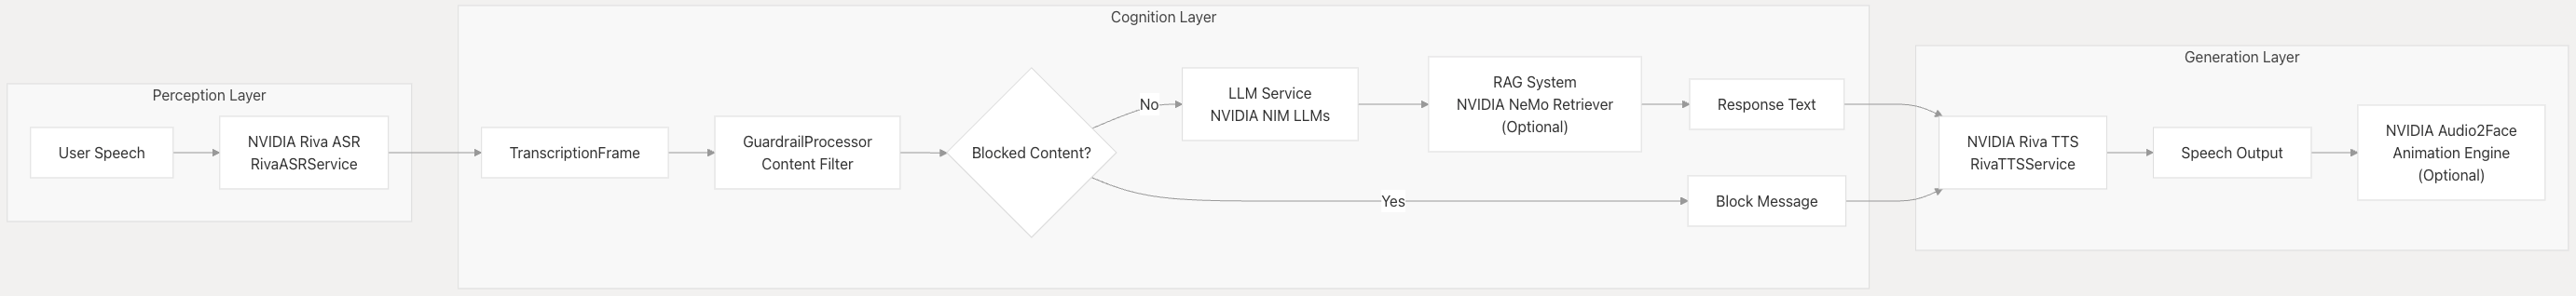 Perception Layer
User Speech
NVIDIA Riva ASR
RivaASRService
Cognition Layer
TranscriptionFrame
GuardrailProcessor
Content Filter
Blocked Content?
No
LLM Service
NVIDIA NIM LLMs
RAG System
NVIDIA NeMo Retriever
(Optional)
Response Text
Yes
Block Message
Generation Layer
NVIDIA Riva TTS
RivaTTSService
Speech Output
NVIDIA Audio2Face
Animation Engine
(Optional)